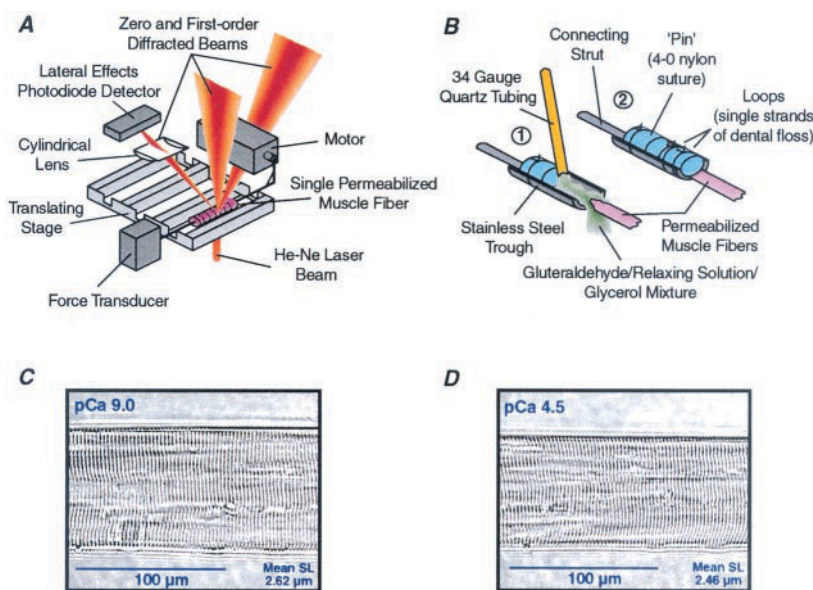 A
Zero and First-order
Diffracted Beams
Lateral Effects
Photodiode Detector
Cylindrical
Lens
Motor
Translating
Stage
Single Permeabilized
Muscle Fiber
He-Ne Laser
Beam
Force Transducer
B
Connecting
Strut
'Pin'
(4-0 nylon
suture)
34 Gauge
Quartz Tubing
2
Loops
(single strands
of dental floss)
1
Stainless Steel
Trough
Permeabilized
Muscle Fibers
Gluteraldehyde/Relaxing Solution/
Glycerol Mixture
C
pCa 9.0
100 µm
Mean SL
2.62 µm
D
pCa 4.5
100 µm
Mean SL
2.46 µm